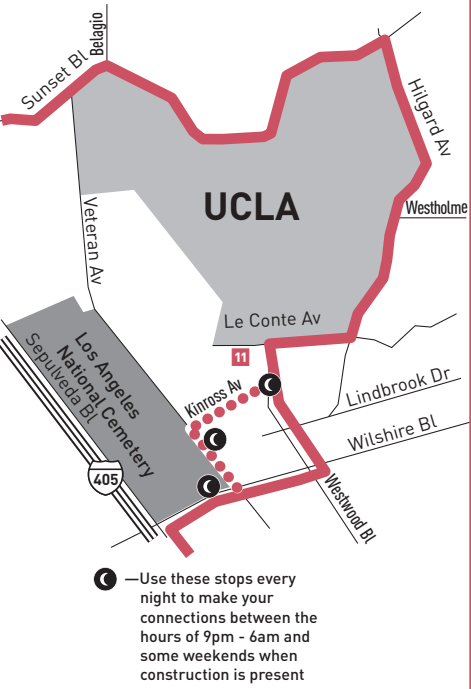 Sunset Bl
Belagio
Hilgard Av
UCLA
Westholme
Veteran Av
Le Conte Av
11
Los Angeles
National Cemetery
Sepulveda Bl
Kinross Av
Lindbrook Dr
Wilshire Bl
405
Westwood Bl
—Use these stops every
night to make your
connections between the
hours of 9pm - 6am and
some weekends when
construction is present